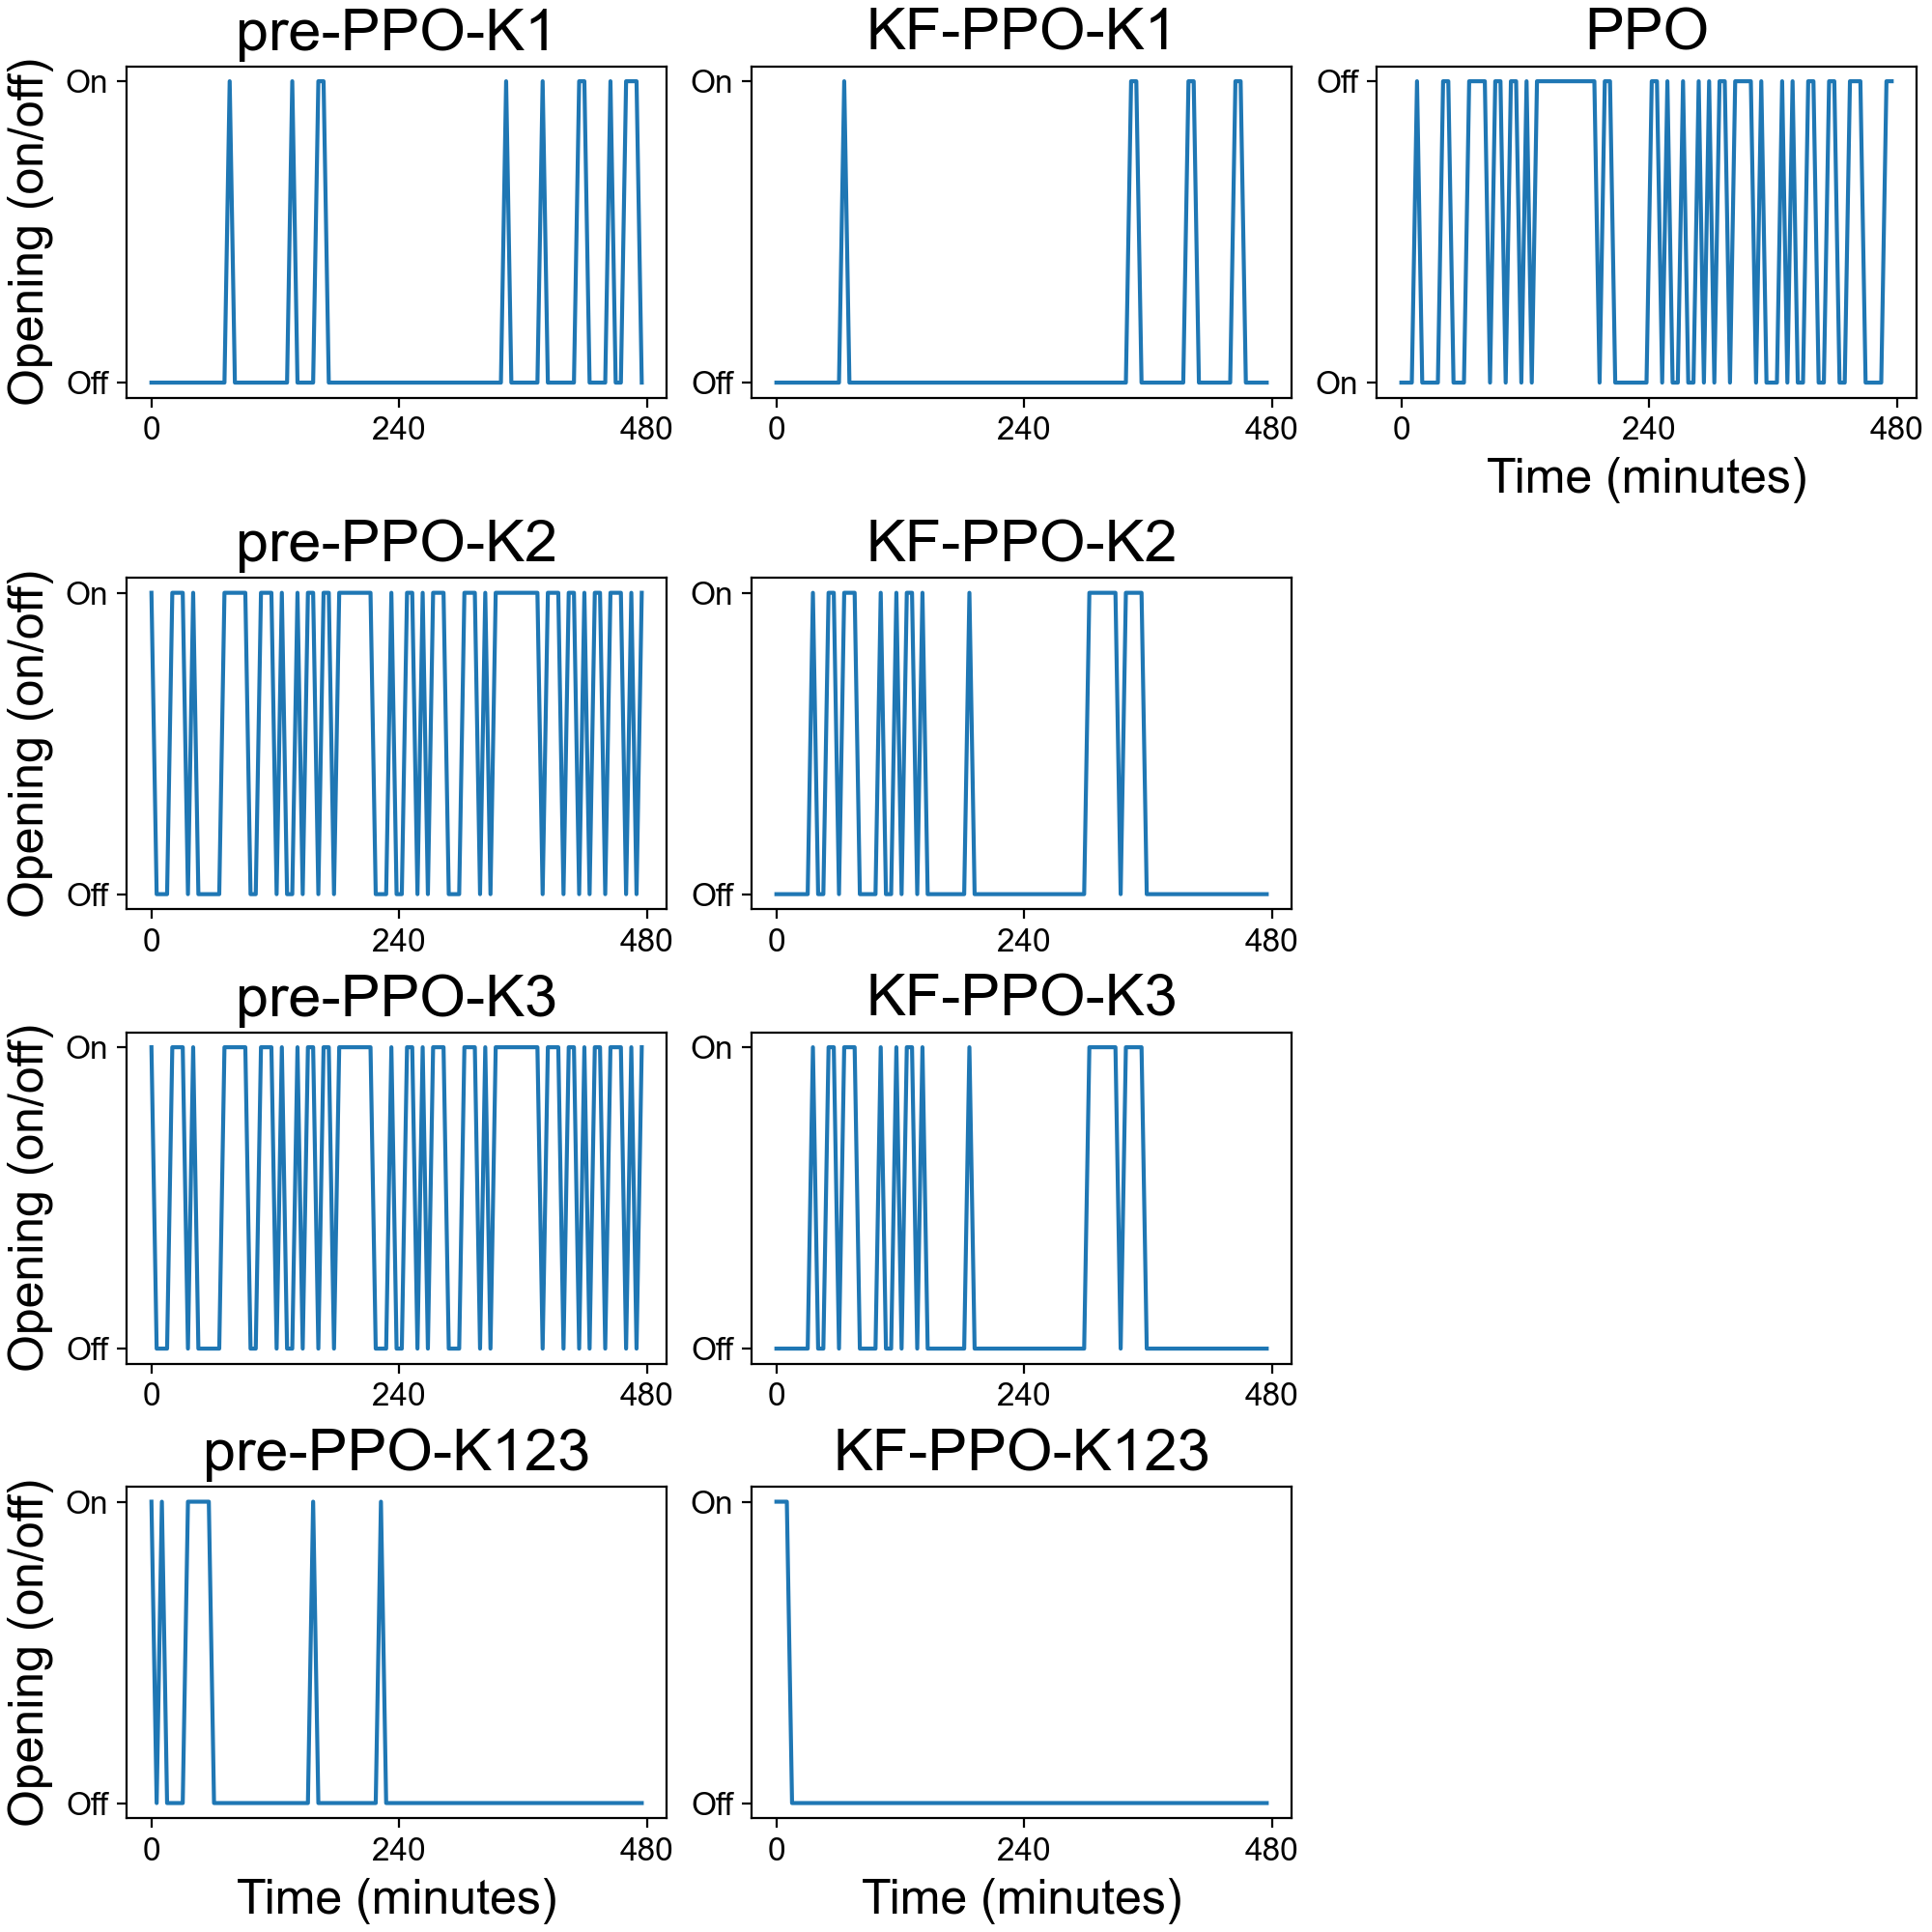 pre-PPO-K1
KF-PPO-K1
PPO
Opening (on/off)
On
Off
0
240
480
On
Off
0
240
480
Off
On
0
240
480
Time (minutes)
pre-PPO-K2
KF-PPO-K2
Opening (on/off)
On
Off
0
240
480
On
Off
0
240
480
pre-PPO-K3
KF-PPO-K3
Opening (on/off)
On
Off
0
240
480
On
Off
0
240
480
pre-PPO-K123
KF-PPO-K123
Opening (on/off)
On
Off
0
240
480
Time (minutes)
On
Off
0
240
480
Time (minutes)